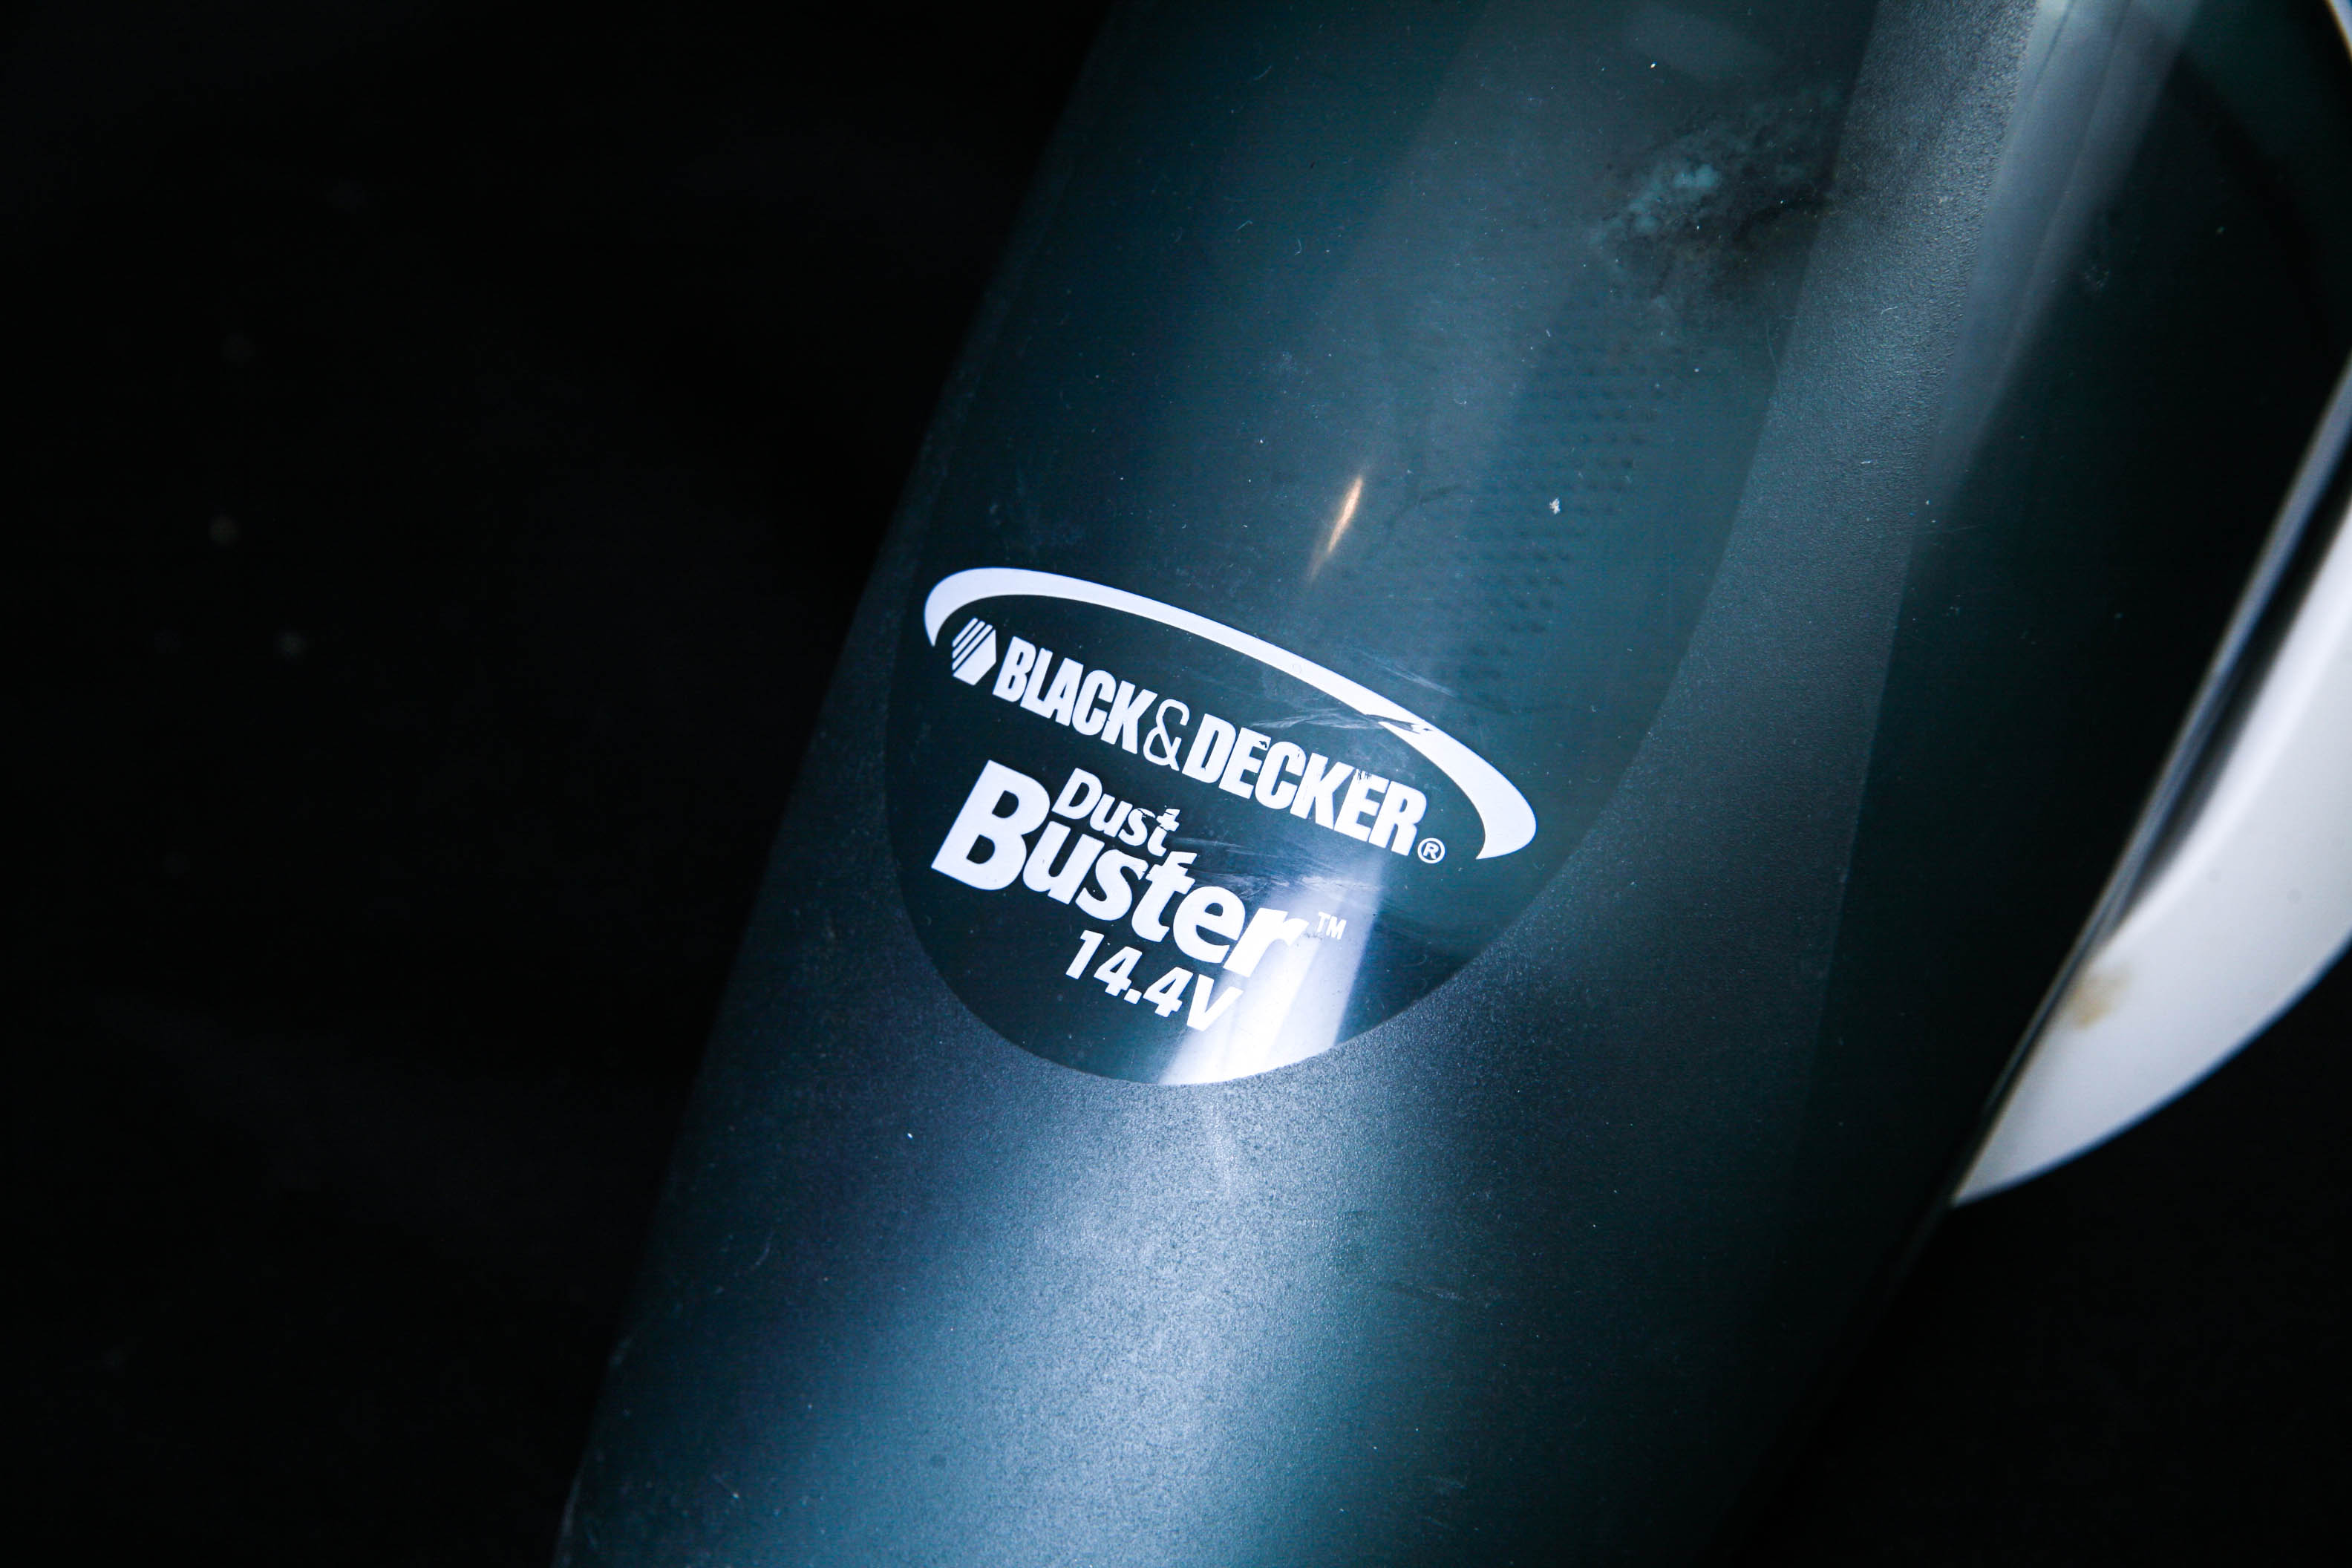 BLACK&DECKER®
Dust
Buster™
14.4V